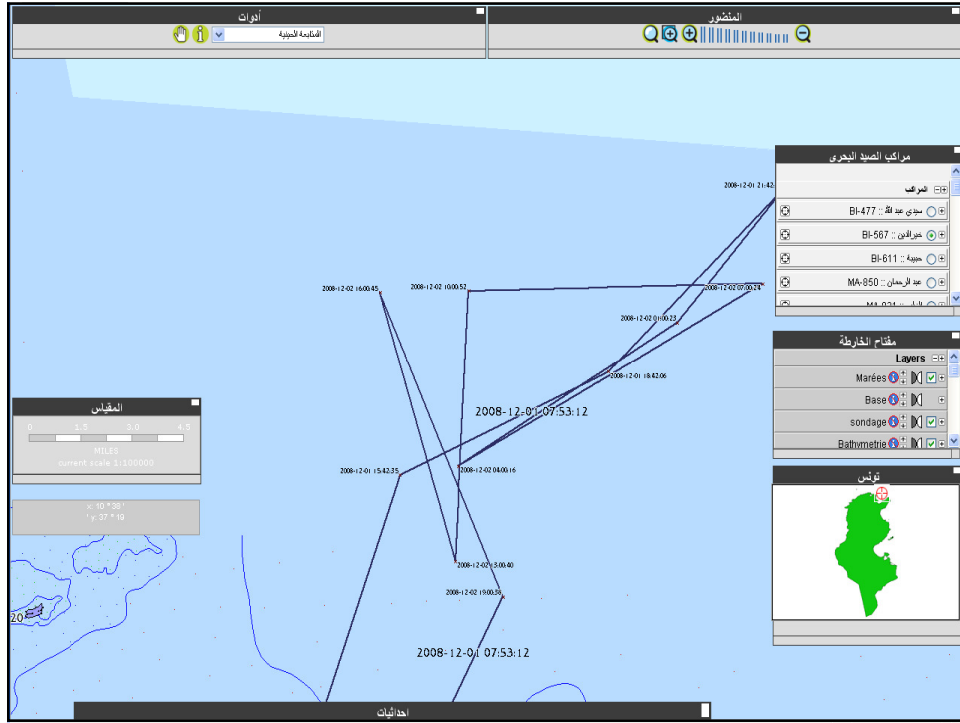 أدوات
المتابعة الحينية
المنضور
مراكب الصيد البحرى
المراكب
سيدي عبد الله :: BI-477
خيرالدين :: BI-567
حبيبة :: BI-611
عبد الرحمان :: MA-850
2008-12-01 21:42
2008-12-02 16:00:45
2008-12-02 10:00:52
2008-12-02 07:00:24
2008-12-02 01:00:23
2008-12-01 18:42:06
2008-12-01 07:53:12
2008-12-01 15:42:35
2008-12-02 04:00:16
2008-12-02 13:00:40
2008-12-02 19:00:38
2008-12-01 07:53:12
مفتاح الخارطة
Layers
Marées
Base
sondage
Bathymetrie
المقياس
0 1.5 3.0 4.5
MILES
current scale 1:100000
x: 10 ° 38 '
' y: 37 ° 19
تونس
20
احداثيات